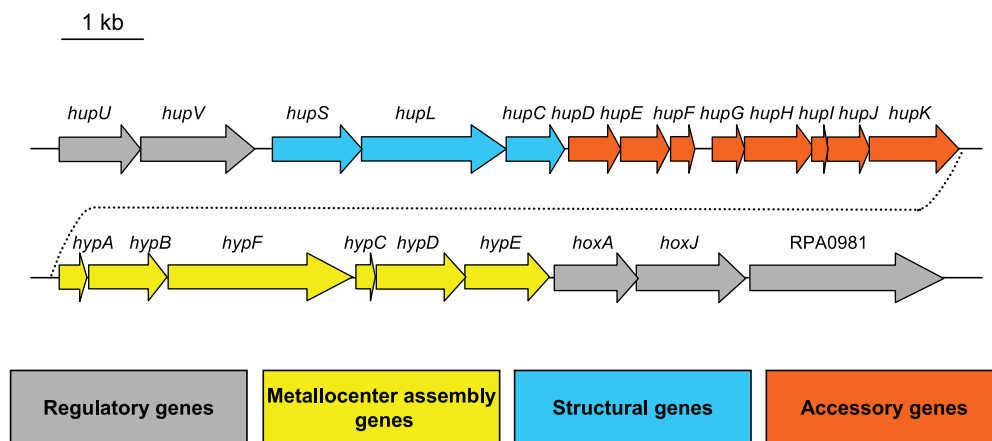 1 kb
hupU hupV hupS hupL hupC hupD hupE hupF hupG hupH hupI hupJ hupK
hypA hypB hypF hypC hypD hypE hoxA hoxJ RPA0981
Regulatory genes
Metallocenter assembly
genes
Structural genes
Accessory genes